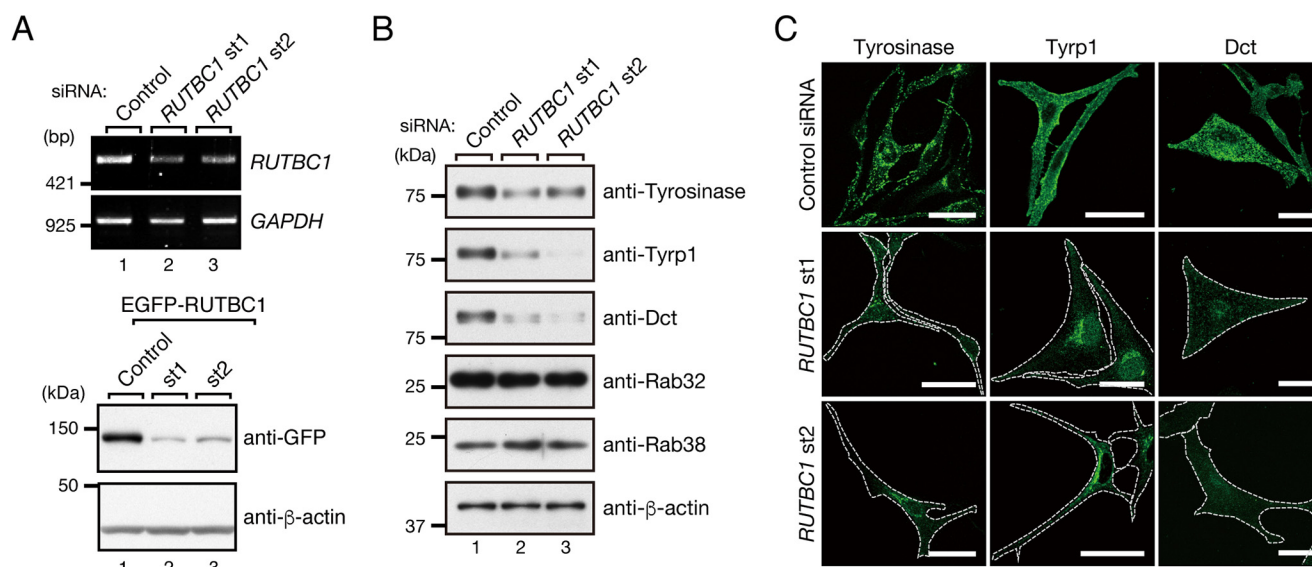 A
siRNA:
Control
RUTBC1 st1
RUTBC1 st2
(bp)
RUTBC1
421
GAPDH
925
1 2 3
EGFP-RUTBC1
Control
st1
st2
(kDa)
150
anti-GFP
50
anti-β-actin
1 2 3
B
siRNA:
Control
RUTBC1 st1
RUTBC1 st2
(kDa)
75
anti-Tyrosinase
75
anti-Tyrp1
anti-Dct
75
25
anti-Rab32
25
anti-Rab38
anti-β-actin
37
1 2 3
C
Tyrosinase Tyrp1 Dct
Control siRNA
RUTBC1 st1
RUTBC1 st2